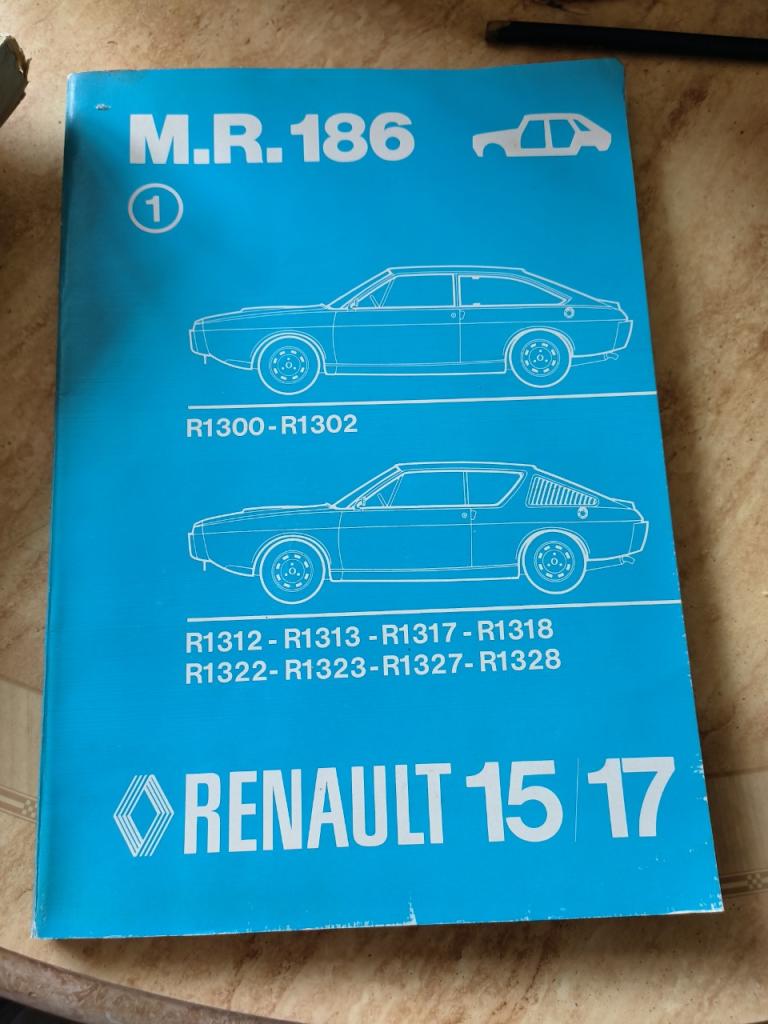 M.R. 186
1
R1300 - R1302
R1312 - R1313 - R1317 - R1318
R1322 - R1323 - R1327 - R1328
RENAULT 15/17